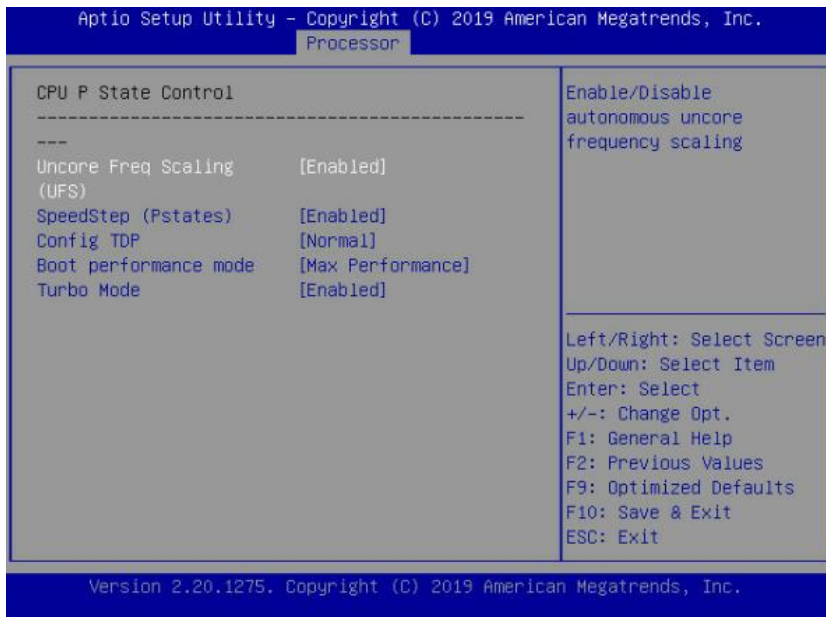 Aptio Setup Utility – Copyright (C) 2019 American Megatrends, Inc.
Processor
CPU P State Control
-----------------------------------------------
---
Uncore Freq Scaling [Enabled]
(UFS)
SpeedStep (Pstates) [Enabled]
Config TDP [Normal]
Boot performance mode [Max Performance]
Turbo Mode [Enabled]
Enable/Disable
autonomous uncore
frequency scaling
Left/Right: Select Screen
Up/Down: Select Item
Enter: Select
+/-: Change Opt.
F1: General Help
F2: Previous Values
F9: Optimized Defaults
F10: Save & Exit
ESC: Exit
Version 2.20.1275. Copyright (C) 2019 American Megatrends, Inc.